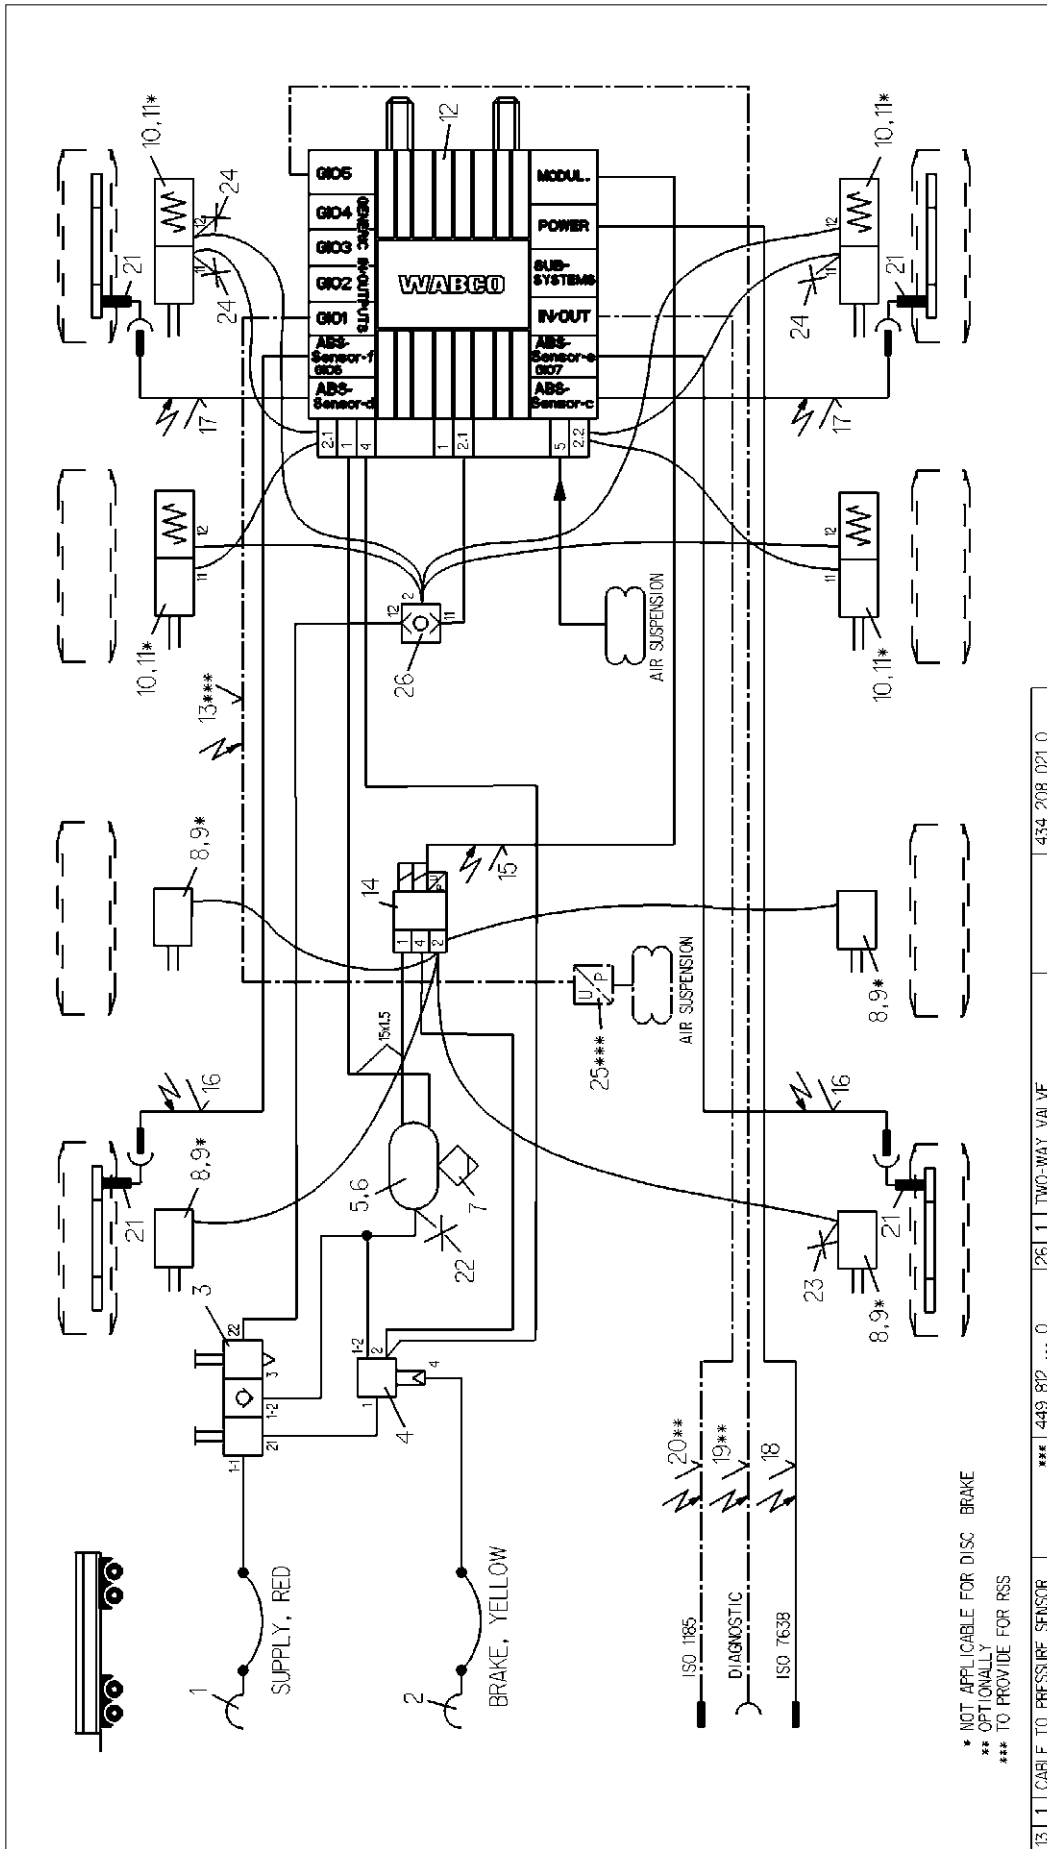 10,11*
24
21
12
11
24
17
GIO5
GIO4
GIO3
GIO2
GIO1
GENERIC IN-/OUTPUTS
ABS-
Sensor-f
GIO6
ABS-
Sensor-d
WABCO
12
MODUL.
POWER
SUB-
SYSTEMS
IN/OUT
ABS-
Sensor-e
GIO7
ABS-
Sensor-c
2.1
1
4
1
2.1
5
2.2
10,11*
12
11
24
21
17
12
11
10,11*
12
11
10,11*
13***
12
2
11
26
AIR SUSPENSION
8,9*
14
1
4
2
U
P
15
15x1.5
U
P
25***
AIR SUSPENSION
8,9*
16
21
8,9*
5,6
7
22
16
21
23
8,9*
3
22
3
1-2
21
1-1
1-2
2
1
4
4
20**
19**
18
ISO 1185
DIAGNOSTIC
ISO 7638
1
SUPPLY, RED
2
BRAKE, YELLOW
* NOT APPLICABLE FOR DISC BRAKE
** OPTIONALLY
*** TO PROVIDE FOR RSS
13 1 CABLE TO PRESSURE SENSOR *** 449 812 ... 0 26 1 TWO-WAY VALVE 434 208 021 0